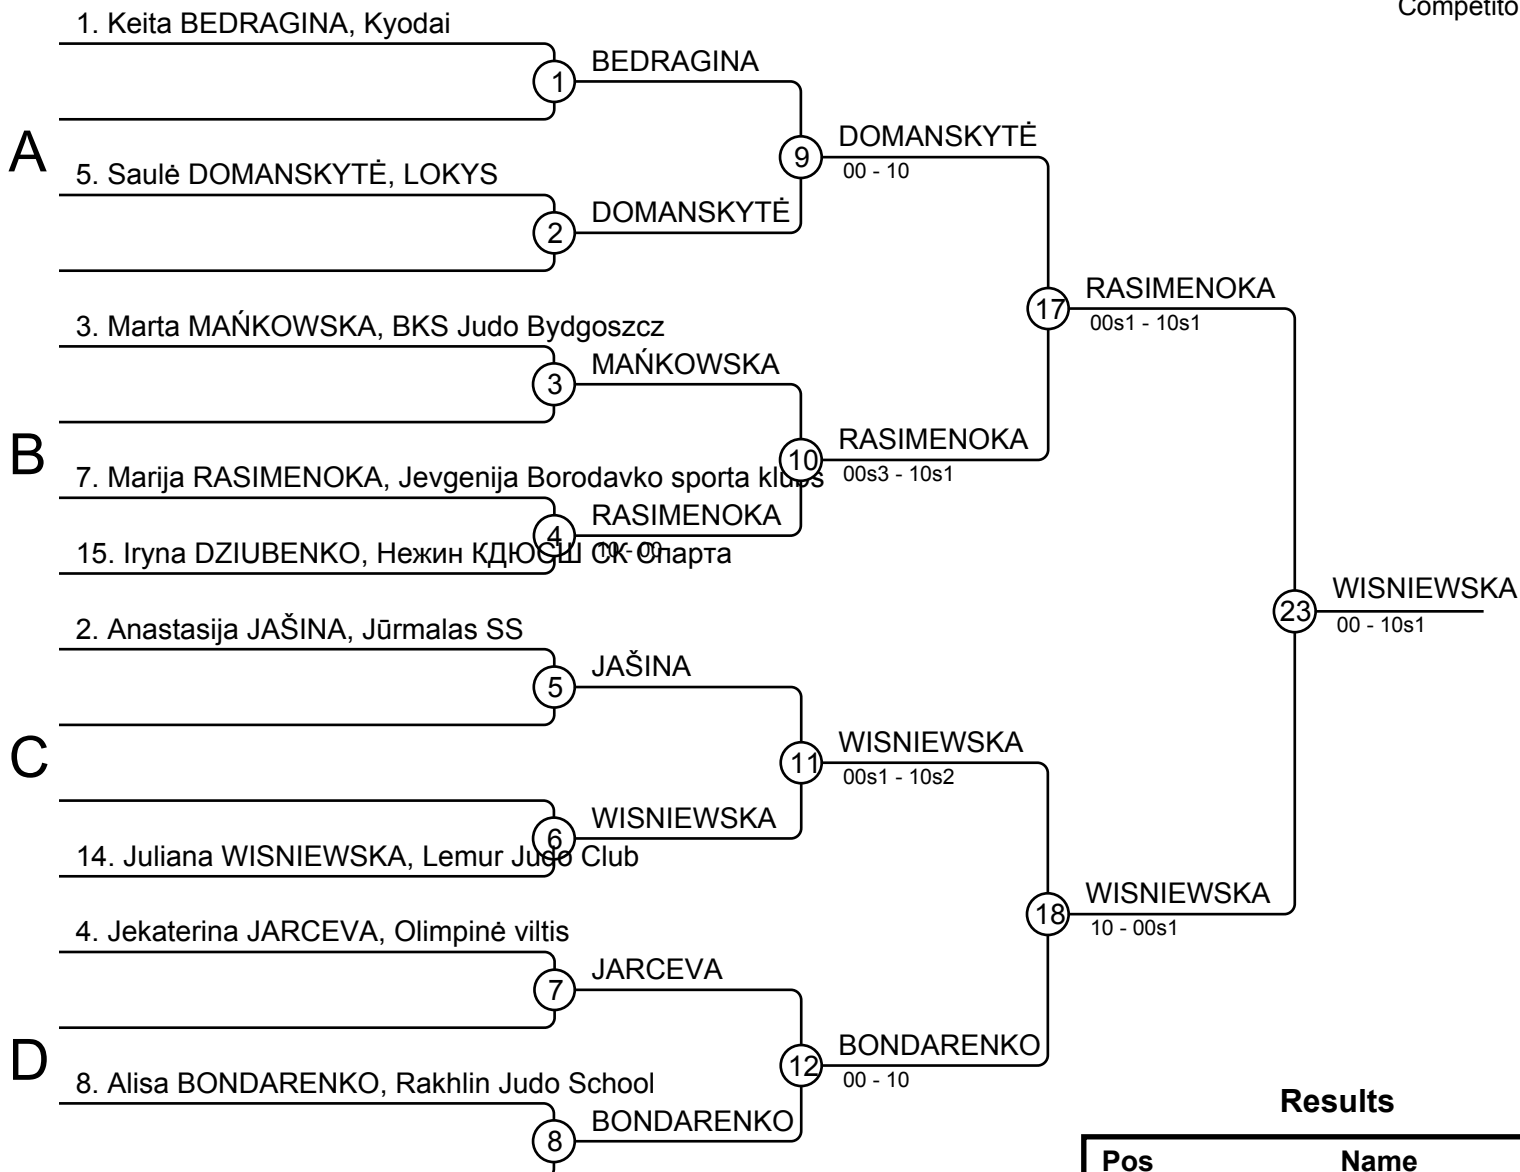 Competito
1. Keita BEDRAGINA, Kyodai
1
BEDRAGINA
A
9
DOMANSKYTĖ
00 - 10
5. Saulė DOMANSKYTĖ, LOKYS
2
DOMANSKYTĖ
17
RASIMENOKA
00s1 - 10s1
3. Marta MAŃKOWSKA, BKS Judo Bydgoszcz
3
MAŃKOWSKA
B
10
RASIMENOKA
00s3 - 10s1
7. Marija RASIMENOKA, Jevgenija Borodavko sporta klubs
4
RASIMENOKA
10 - 00
15. Iryna DZIUBENKO, Нежин КДЮСШ СК Спарта
23
WISNIEWSKA
00 - 10s1
2. Anastasija JAŠINA, Jūrmalas SS
5
JAŠINA
C
11
WISNIEWSKA
00s1 - 10s2
6
WISNIEWSKA
14. Juliana WISNIEWSKA, Lemur Judo Club
18
WISNIEWSKA
10 - 00s1
4. Jekaterina JARCEVA, Olimpinė viltis
7
JARCEVA
D
12
BONDARENKO
00 - 10
8. Alisa BONDARENKO, Rakhlin Judo School
8
BONDARENKO
Results
Pos Name